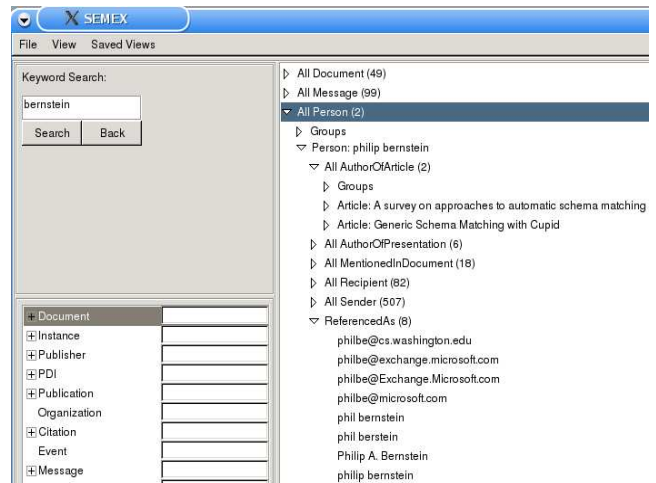 SEMEX
File View Saved Views
Keyword Search:
bernstein
Search Back
Document
Instance
Publisher
PDI
Publication
Organization
Citation
Event
Message
All Document (49)
All Message (99)
All Person (2)
Groups
Person: philip bernstein
All AuthorOfArticle (2)
Groups
Article: A survey on approaches to automatic schema matching
Article: Generic Schema Matching with Cupid
All AuthorOfPresentation (6)
All MentionedInDocument (18)
All Recipient (82)
All Sender (507)
ReferencedAs (8)
philbe@cs.washington.edu
philbe@exchange.microsoft.com
philbe@Exchange.Microsoft.com
philbe@microsoft.com
phil bernstein
phil berstein
Philip A. Bernstein
philip bernstein